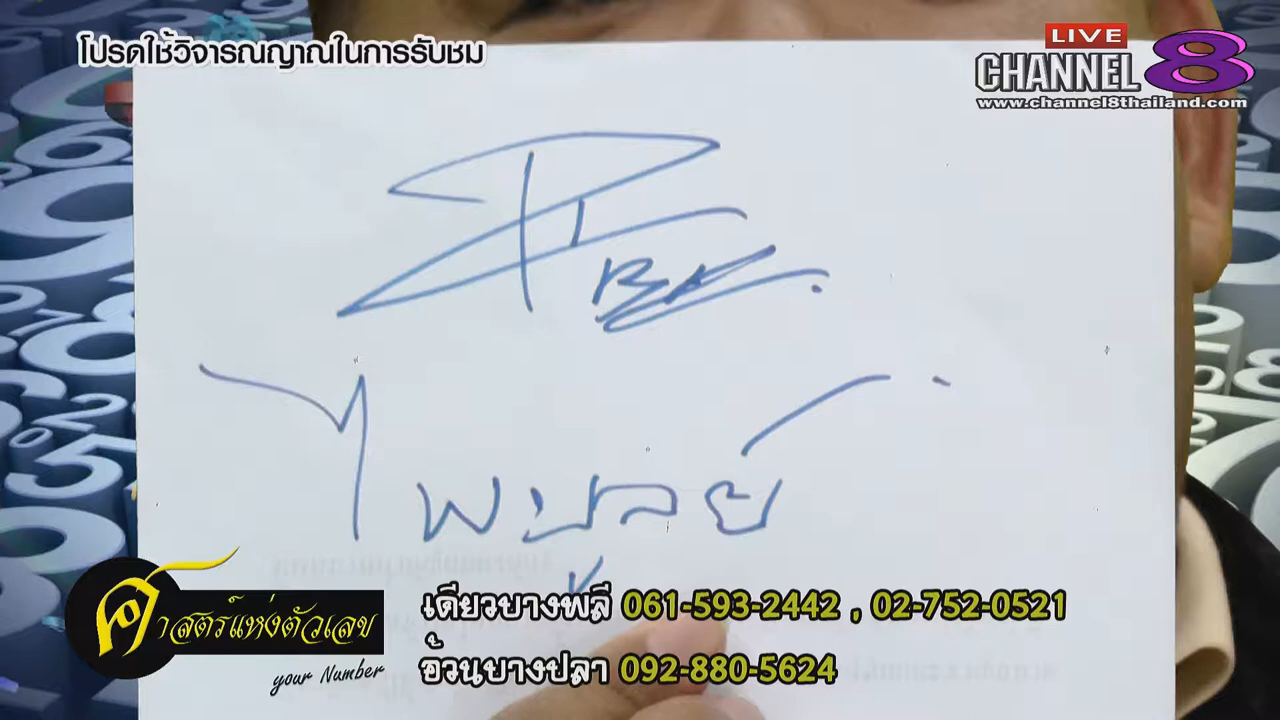 โปรดใช้วิจารณญาณในการรับชม
LIVE
CHANNEL 8
www.channel8thailand.com
ไพบูลย์
ศาสตร์แห่งตัวเลข
your Number
เดียวบางพลี 061-593-2442 , 02-752-0521
อ้วนบางปลา 092-880-5624